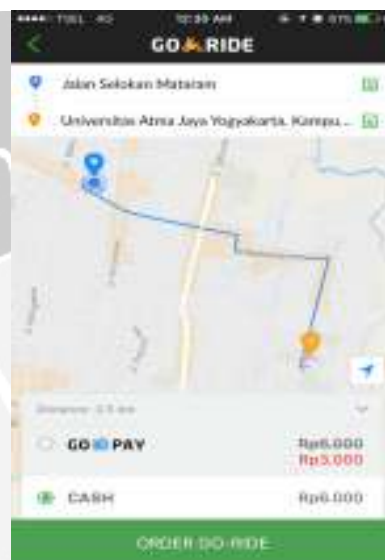 GO RIDE
Jalan Selokan Mataram
Universitas Atma Jaya Yogyakarta, Kampu...
GO PAY
Rp6.000
Rp3.000
CASH
Rp6.000
ORDER GO-RIDE